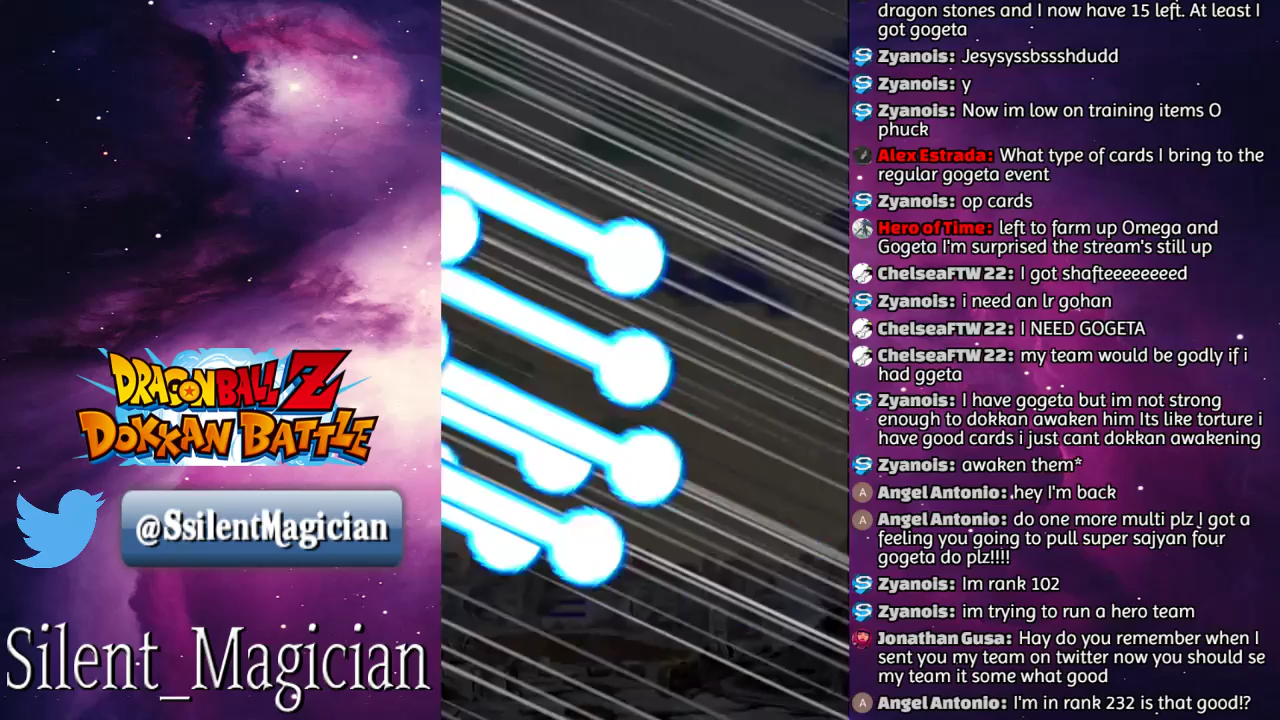 DRAGON BALL Z
DOKKAN BATTLE
@SsilentMagician
Silent_Magician
dragon stones and I now have 15 left. At least I
got gogeta
Zyanois: Jesysyssbssshdudd
Zyanois: y
Zyanois: Now im low on training items O
phuck
Alex Estrada: What type of cards I bring to the
regular gogeta event
Zyanois: op cards
Hero of Time: left to farm up Omega and
Gogeta I'm surprised the stream's still up
ChelseaFTW 22: I got shafteeeeeeed
Zyanois: i need an lr gohan
ChelseaFTW 22: I NEED GOGETA
ChelseaFTW 22: my team would be godly if i
had ggeta
Zyanois: I have gogeta but im not strong
enough to dokkan awaken him Its like torture i
have good cards i just cant dokkan awakening
Zyanois: awaken them*
A Angel Antonio: hey I'm back
A Angel Antonio: do one more multi plz I got a
feeling you going to pull super sajyan four
gogeta do plz!!!!
Zyanois: Im rank 102
Zyanois: im trying to run a hero team
Jonathan Gusa: Hay do you remember when I
sent you my team on twitter now you should se
my team it some what good
A Angel Antonio: I'm in rank 232 is that good!?